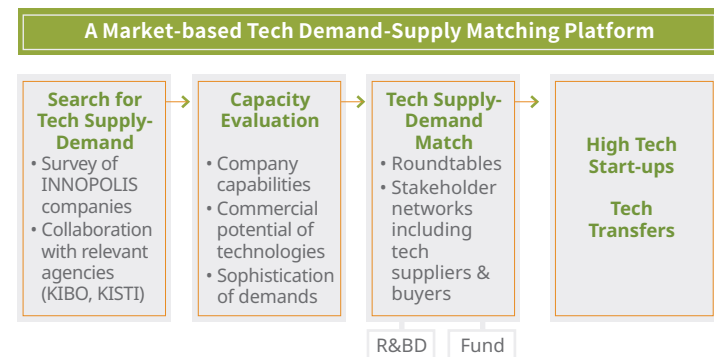 A Market-based Tech Demand-Supply Matching Platform
Search for
Tech Supply-
Demand
• Survey of
INNOPOLIS
companies
• Collaboration
with relevant
agencies
(KIBO, KISTI)
Capacity
Evaluation
• Company
capabilities
• Commercial
potential of
technologies
• Sophistication
of demands
Tech Supply-
Demand
Match
• Roundtables
• Stakeholder
networks
including
tech
suppliers &
buyers
High Tech
Start-ups
Tech
Transfers
R&BD
Fund